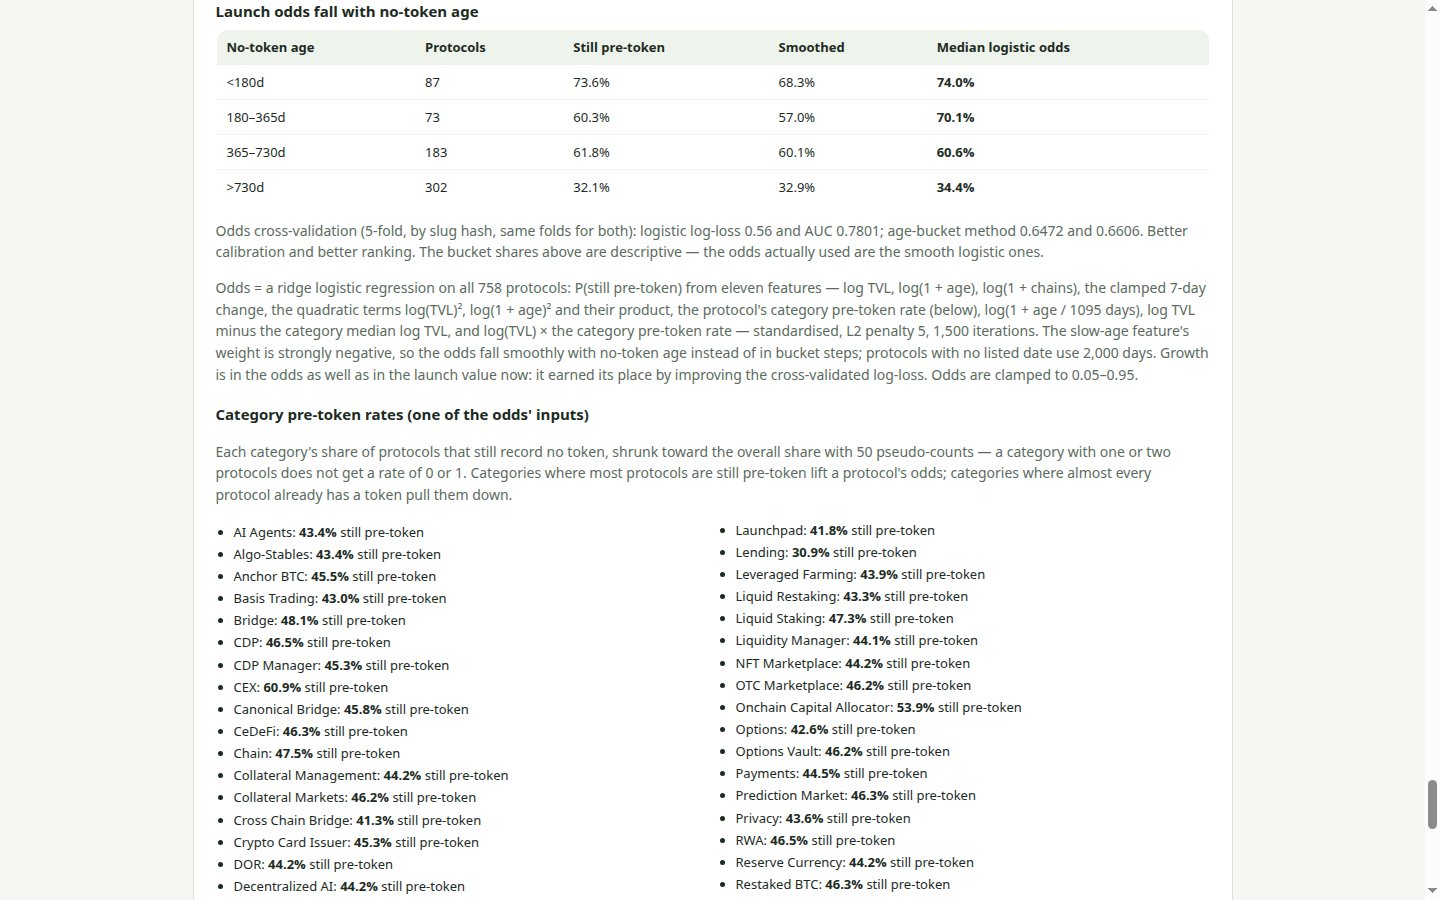 Launch odds fall with no-token age
No-token age Protocols Still pre-token Smoothed Median logistic odds
<180d 87 73.6% 68.3% 74.0%
180–365d 73 60.3% 57.0% 70.1%
365–730d 183 61.8% 60.1% 60.6%
>730d 302 32.1% 32.9% 34.4%
Odds cross-validation (5-fold, by slug hash, same folds for both): logistic log-loss 0.56 and AUC 0.7801; age-bucket method 0.6472 and 0.6606. Better
calibration and better ranking. The bucket shares above are descriptive — the odds actually used are the smooth logistic ones.
Odds = a ridge logistic regression on all 758 protocols: P(still pre-token) from eleven features — log TVL, log(1 + age), log(1 + chains), the clamped 7-day
change, the quadratic terms log(TVL)², log(1 + age)² and their product, the protocol's category pre-token rate (below), log(1 + age / 1095 days), log TVL
minus the category median log TVL, and log(TVL) × the category pre-token rate — standardised, L2 penalty 5, 1,500 iterations. The slow-age feature's
weight is strongly negative, so the odds fall smoothly with no-token age instead of in bucket steps; protocols with no listed date use 2,000 days. Growth
is in the odds as well as in the launch value now: it earned its place by improving the cross-validated log-loss. Odds are clamped to 0.05–0.95.
Category pre-token rates (one of the odds' inputs)
Each category's share of protocols that still record no token, shrunk toward the overall share with 50 pseudo-counts — a category with one or two
protocols does not get a rate of 0 or 1. Categories where most protocols are still pre-token lift a protocol's odds; categories where almost every
protocol already has a token pull them down.
• AI Agents: 43.4% still pre-token
• Algo-Stables: 43.4% still pre-token
• Anchor BTC: 45.5% still pre-token
• Basis Trading: 43.0% still pre-token
• Bridge: 48.1% still pre-token
• CDP: 46.5% still pre-token
• CDP Manager: 45.3% still pre-token
• CEX: 60.9% still pre-token
• Canonical Bridge: 45.8% still pre-token
• CeDeFi: 46.3% still pre-token
• Chain: 47.5% still pre-token
• Collateral Management: 44.2% still pre-token
• Collateral Markets: 46.2% still pre-token
• Cross Chain Bridge: 41.3% still pre-token
• Crypto Card Issuer: 45.3% still pre-token
• DOR: 44.2% still pre-token
• Decentralized AI: 44.2% still pre-token
• Launchpad: 41.8% still pre-token
• Lending: 30.9% still pre-token
• Leveraged Farming: 43.9% still pre-token
• Liquid Restaking: 43.3% still pre-token
• Liquid Staking: 47.3% still pre-token
• Liquidity Manager: 44.1% still pre-token
• NFT Marketplace: 44.2% still pre-token
• OTC Marketplace: 46.2% still pre-token
• Onchain Capital Allocator: 53.9% still pre-token
• Options: 42.6% still pre-token
• Options Vault: 46.2% still pre-token
• Payments: 44.5% still pre-token
• Prediction Market: 46.3% still pre-token
• Privacy: 43.6% still pre-token
• RWA: 46.5% still pre-token
• Reserve Currency: 44.2% still pre-token
• Restaked BTC: 46.3% still pre-token